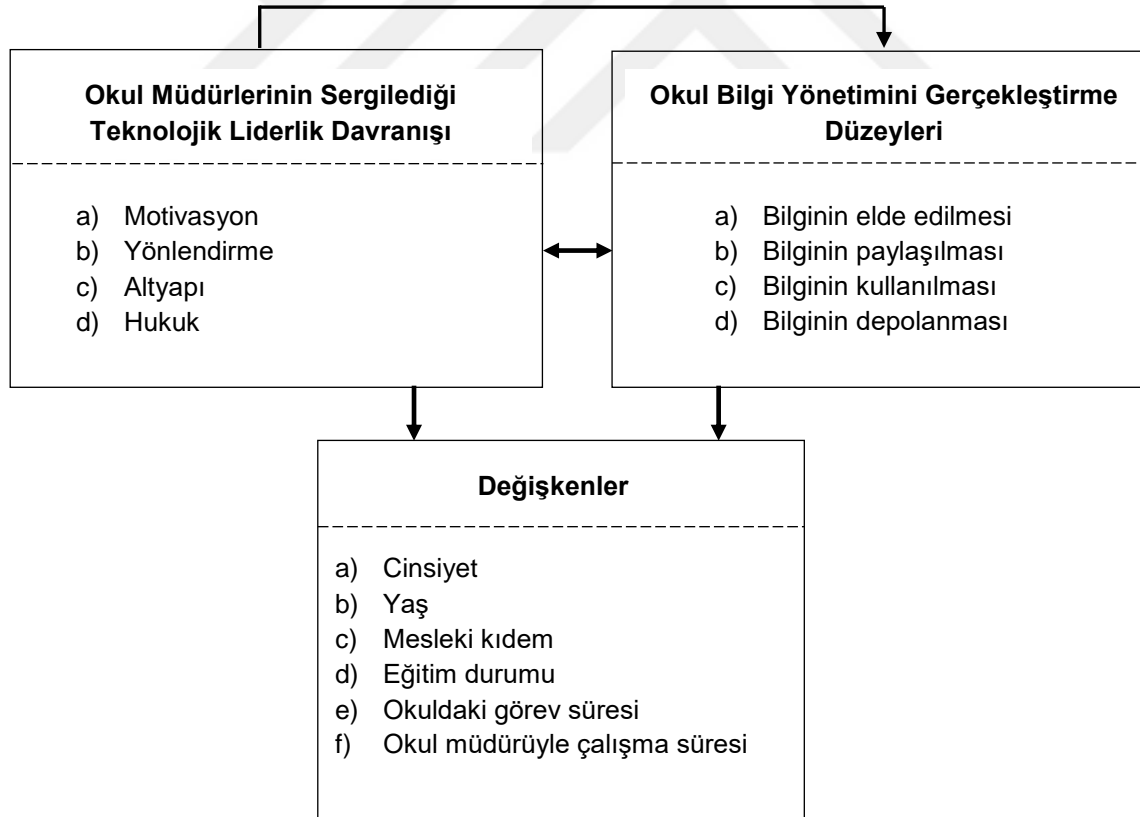 Okul Müdürlerinin Sergilediği
Teknolojik Liderlik Davranışı
a) Motivasyon
b) Yönlendirme
c) Altyapı
d) Hukuk
Okul Bilgi Yönetimini Gerçekleştirme
Düzeyleri
a) Bilginin elde edilmesi
b) Bilginin paylaşılması
c) Bilginin kullanılması
d) Bilginin depolanması
Değişkenler
a) Cinsiyet
b) Yaş
c) Mesleki kıdem
d) Eğitim durumu
e) Okuldaki görev süresi
f) Okul müdürüyle çalışma süresi